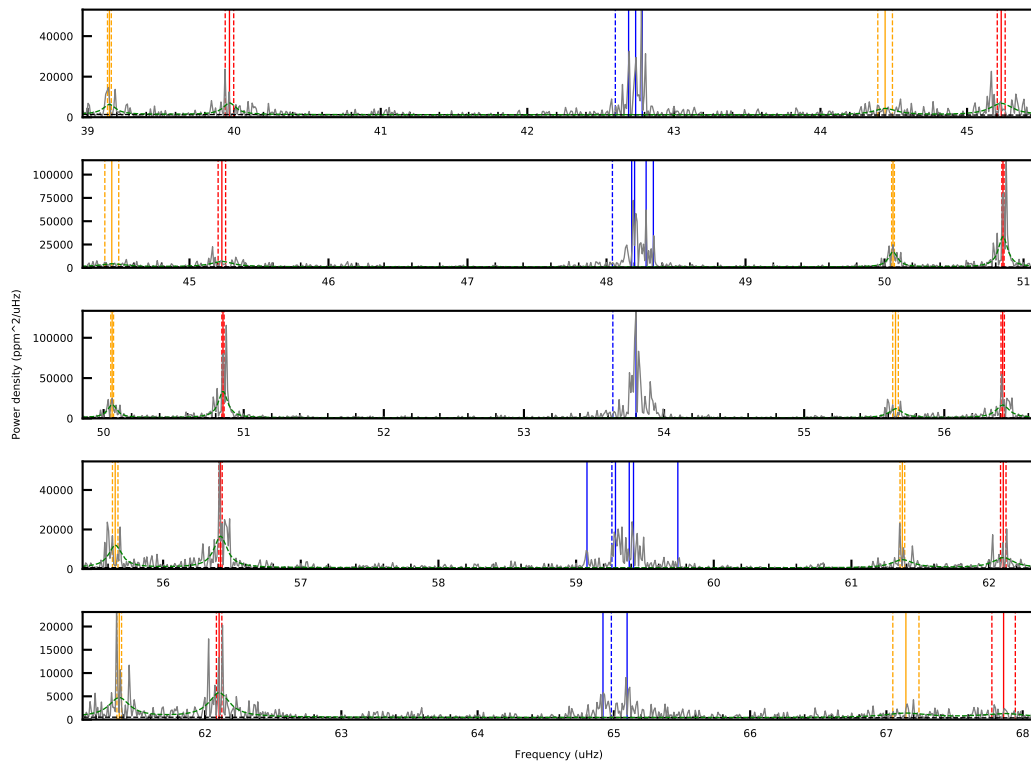 40000
20000
0
39 40 41 42 43 44 45
100000
75000
50000
25000
0
45 46 47 48 49 50 51
Power density (ppm^2/uHz)
100000
50000
0
50 51 52 53 54 55 56
40000
20000
0
56 57 58 59 60 61 62
20000
15000
10000
5000
0
62 63 64 65 66 67 68
Frequency (uHz)